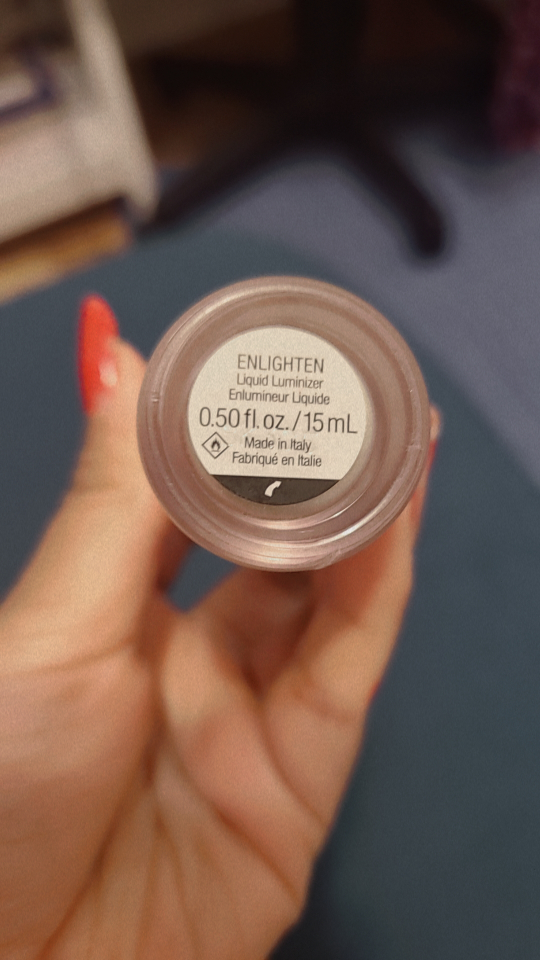 ENLIGHTEN
Liquid Luminizer
Enlumineur Liquide
0.50 fl. oz. / 15 mL
Made in Italy
Fabriqué en Italie